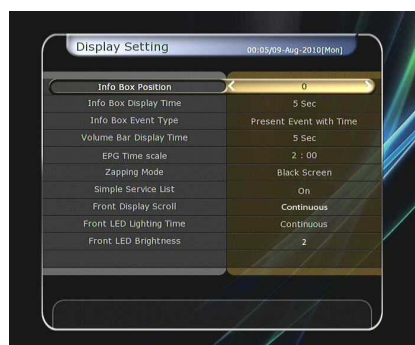 Display Setting 00:05/09-Aug-2010[Mon]
Info Box Position 0
Info Box Display Time 5 Sec
Info Box Event Type Present Event with Time
Volume Bar Display Time 5 Sec
EPG Time scale 2 : 00
Zapping Mode Black Screen
Simple Service List On
Front Display Scroll Continuous
Front LED Lighting Time Continuous
Front LED Brightness 2